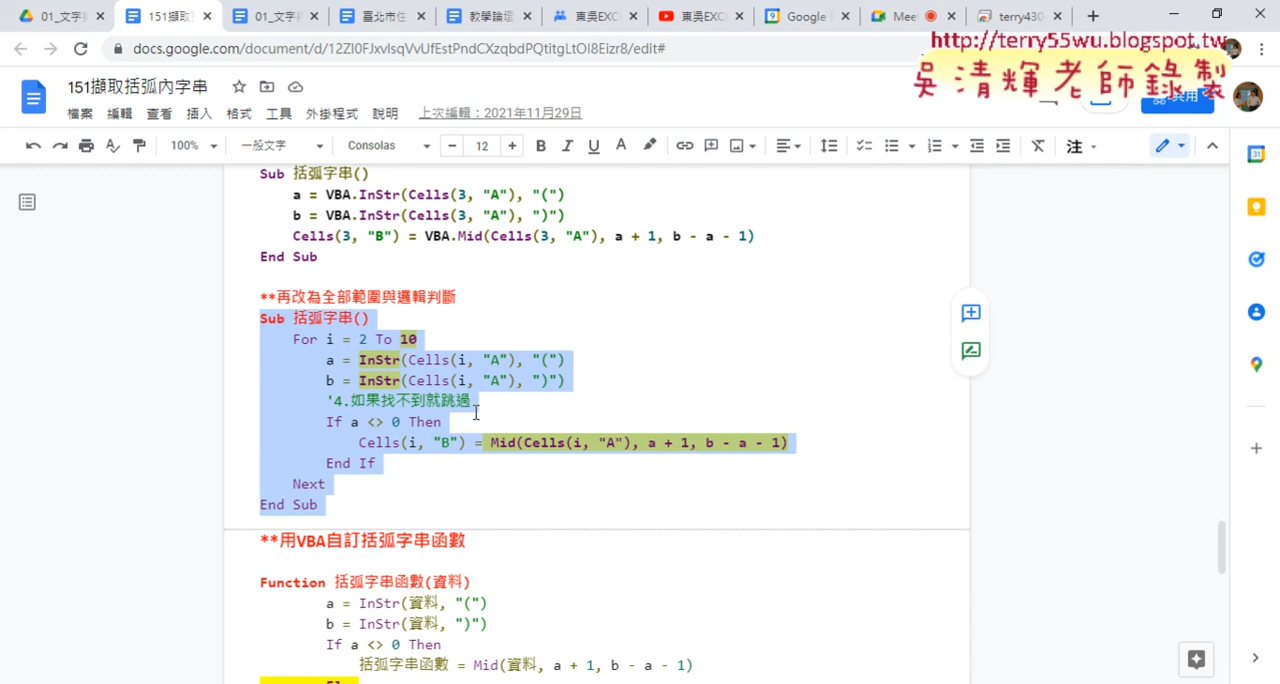 01_文字
151擷取
01_文字
臺北市住
教學論壇
東吳EXC
東吳EXC
Google
Mee
terry430
docs.google.com/document/d/12ZI0FJxvIsqVvUfEstPndCXzqbdPQtitgLtOI8EIzr8/edit#
http://terry55wu.blogspot.tw
吳清輝老師錄製
151擷取括弧內字串
共用
檔案 編輯 查看 插入 格式 工具 外掛程式 說明 上次編輯：2021年11月29日
100% 一般文字 Consolas 12 B I U A 注
Sub 括弧字串()
a = VBA.InStr(Cells(3, "A"), "(")
b = VBA.InStr(Cells(3, "A"), ")")
Cells(3, "B") = VBA.Mid(Cells(3, "A"), a + 1, b - a - 1)
End Sub
**再改為全部範圍與邏輯判斷
Sub 括弧字串()
For i = 2 To 10
a = InStr(Cells(i, "A"), "(")
b = InStr(Cells(i, "A"), ")")
'4.如果找不到就跳過
If a <> 0 Then
Cells(i, "B") = Mid(Cells(i, "A"), a + 1, b - a - 1)
End If
Next
End Sub
**用VBA自訂括弧字串函數
Function 括弧字串函數(資料)
a = InStr(資料, "(")
b = InStr(資料, ")")
If a <> 0 Then
括弧字串函數 = Mid(資料, a + 1, b - a - 1)